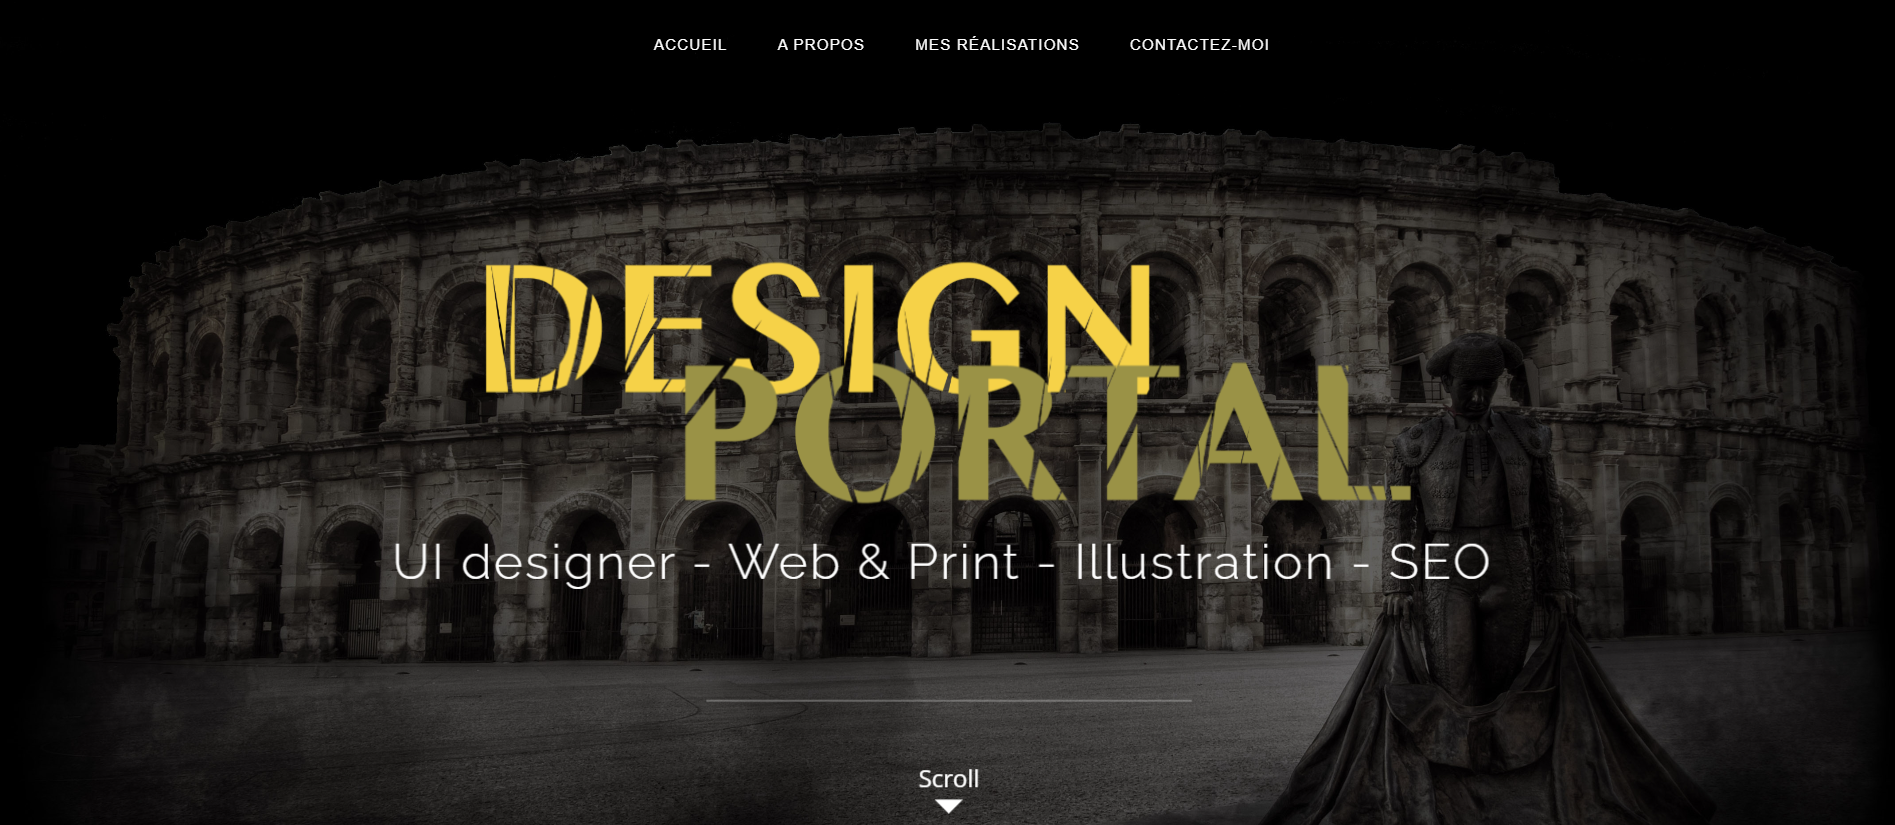 ACCUEIL A PROPOS MES RÉALISATIONS CONTACTEZ-MOI
DESIGN
PORTAL
UI designer - Web & Print - Illustration - SEO
Scroll